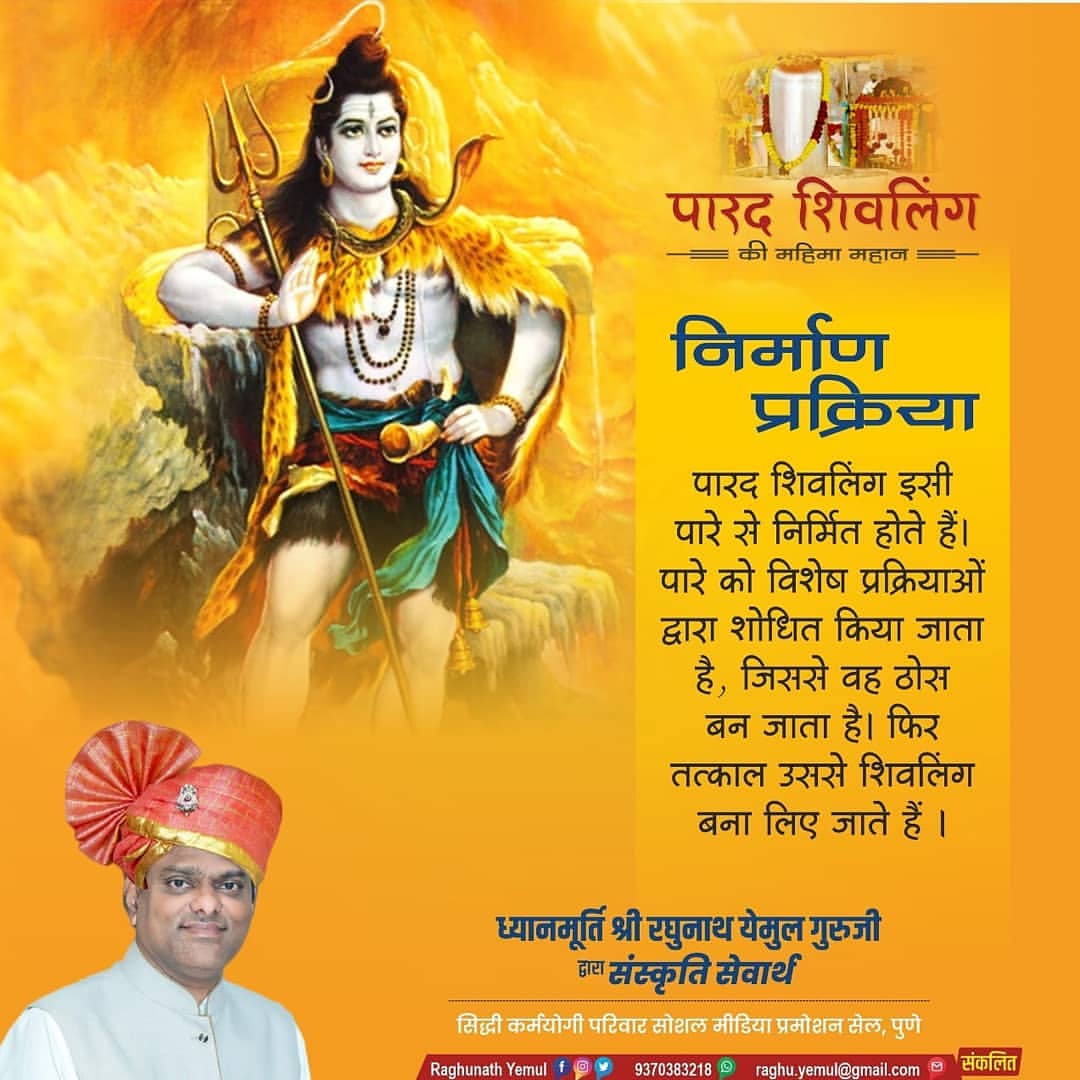 पारद शिवलिंग
की महिमा महान
निर्माण
प्रक्रिया
पारद शिवलिंग इसी
पारे से निर्मित होते हैं।
पारे को विशेष प्रक्रियाओं
द्वारा शोधित किया जाता
है, जिससे वह ठोस
बन जाता है। फिर
तत्काल उससे शिवलिंग
बना लिए जाते हैं ।
ध्यानमूर्ति श्री रघुनाथ येमुल गुरुजी
द्वारा संस्कृति सेवार्थ
सिद्धी कर्मयोगी परिवार सोशल मीडिया प्रमोशन सेल, पुणे
Raghunath Yemul 9370383218 raghu.yemul@gmail.com संकलित